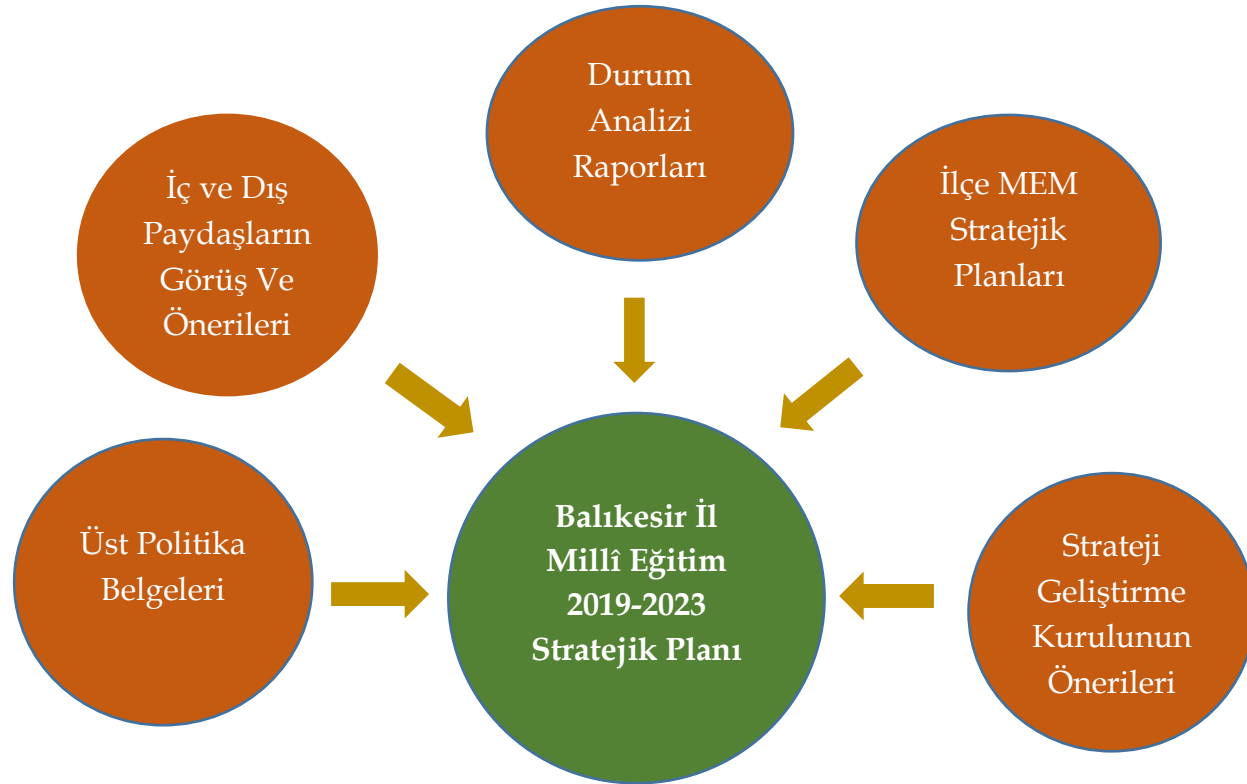 Durum
Analizi
Raporları
İç ve Dış
Paydaşların
Görüş Ve
Önerileri
İlçe MEM
Stratejik
Planları
Üst Politika
Belgeleri
Balıkesir İl
Millî Eğitim
2019-2023
Stratejik Planı
Strateji
Geliştirme
Kurulunun
Önerileri